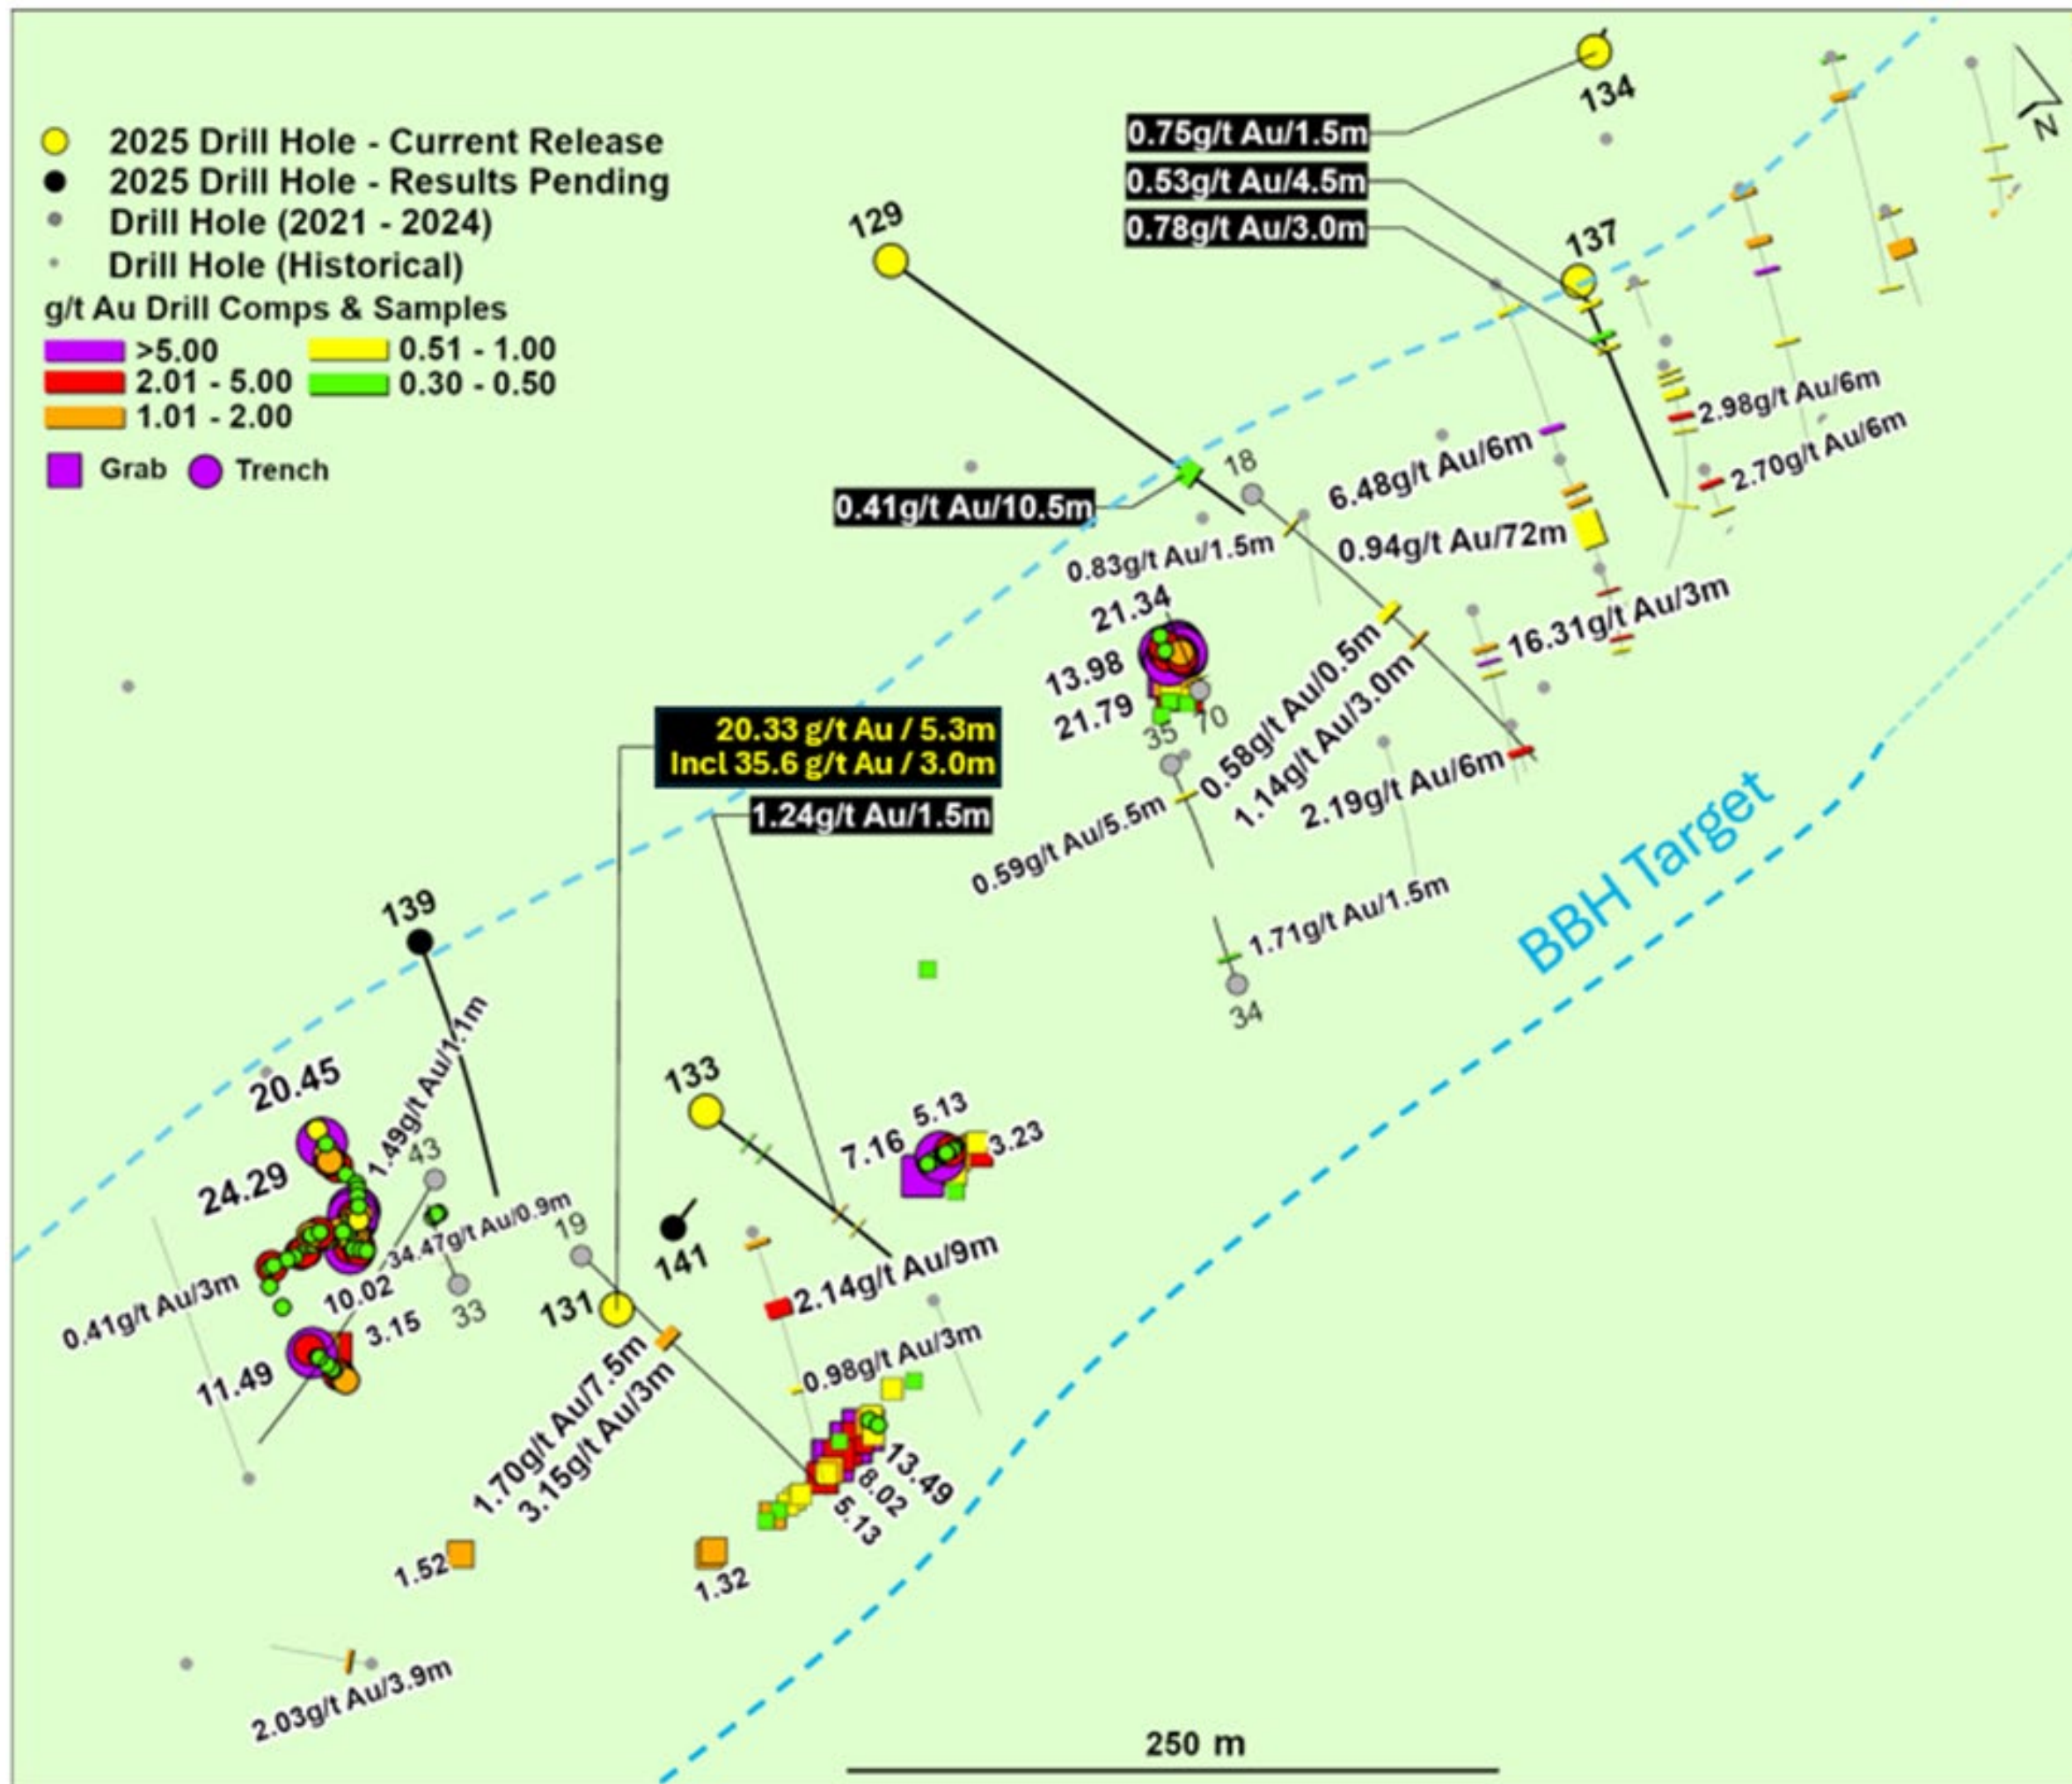 2025 Drill Hole - Current Release
2025 Drill Hole - Results Pending
Drill Hole (2021 - 2024)
Drill Hole (Historical)
g/t Au Drill Comps & Samples
>5.00
0.51 - 1.00
2.01 - 5.00
0.30 - 0.50
1.01 - 2.00
Grab
Trench
134
0.75g/t Au/1.5m
0.53g/t Au/4.5m
0.78g/t Au/3.0m
N
129
137
2.98g/t Au/6m
2.70g/t Au/6m
18
6.48g/t Au/6m
0.41g/t Au/10.5m
0.83g/t Au/1.5m
0.94g/t Au/72m
21.34
13.98
21.79
16.31g/t Au/3m
35
70
0.58g/t Au/0.5m
1.14g/t Au/3.0m
2.19g/t Au/6m
0.59g/t Au/5.5m
20.33 g/t Au / 5.3m
Incl 35.6 g/t Au / 3.0m
1.24g/t Au/1.5m
BBH Target
1.71g/t Au/1.5m
34
139
1.49g/t Au/1.1m
20.45
24.29
43
34.47g/t Au/0.9m
133
5.13
7.16
3.23
19
141
131
0.41g/t Au/3m
10.02
3.15
33
11.49
2.14g/t Au/9m
0.98g/t Au/3m
1.70g/t Au/7.5m
3.15g/t Au/3m
13.49
8.02
5.13
1.52
1.32
2.03g/t Au/3.9m
250 m